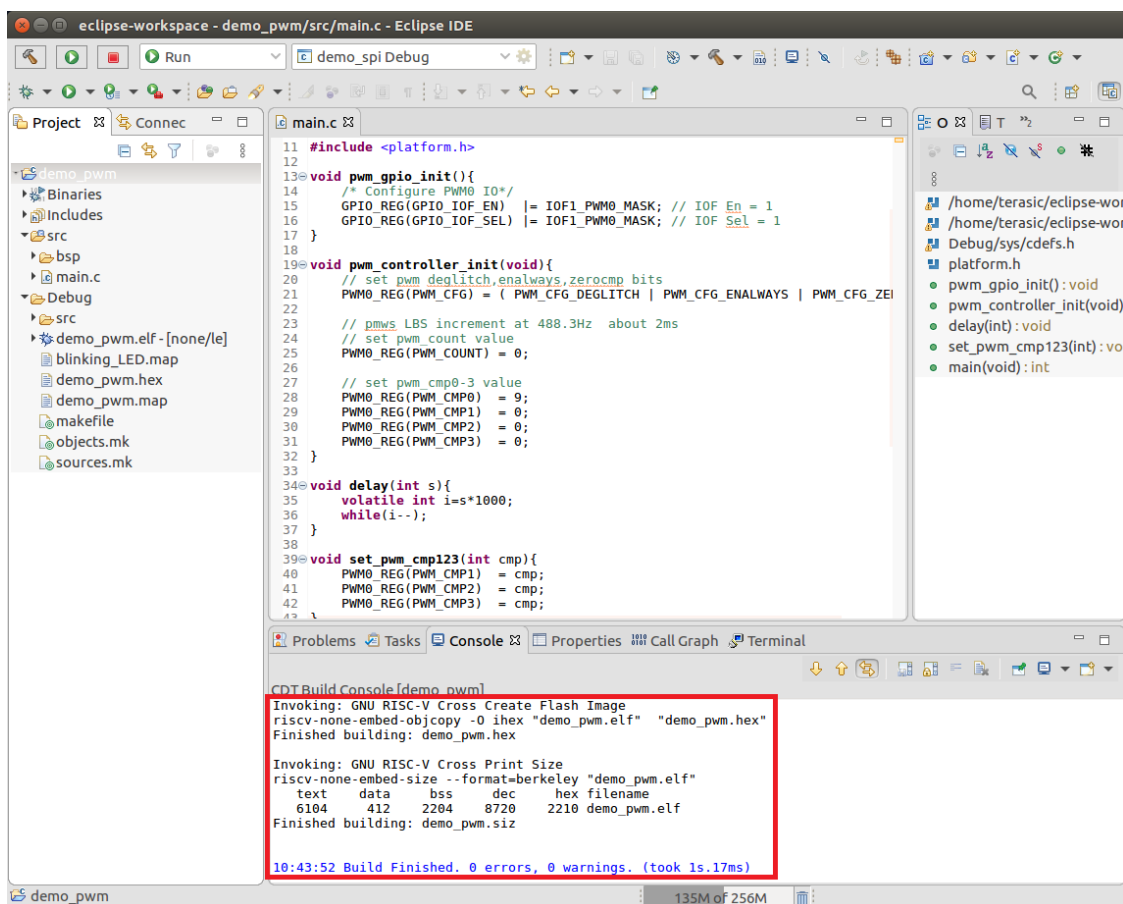 eclipse-workspace - demo_pwm/src/main.c - Eclipse IDE
Run
demo_spi Debug
Project
Connec
demo_pwm
Binaries
Includes
src
bsp
main.c
Debug
src
demo_pwm.elf - [none/le]
blinking_LED.map
demo_pwm.hex
demo_pwm.map
makefile
objects.mk
sources.mk
main.c
11 #include <platform.h>
12
13 void pwm_gpio_init(){
14 /* Configure PWM0 IO*/
15 GPIO_REG(GPIO_IOF_EN) |= IOF1_PWM0_MASK; // IOF En = 1
16 GPIO_REG(GPIO_IOF_SEL) |= IOF1_PWM0_MASK; // IOF Sel = 1
17 }
18
19 void pwm_controller_init(void){
20 // set pwm deglitch,enalways,zerocmp bits
21 PWM0_REG(PWM_CFG) = ( PWM_CFG_DEGLITCH | PWM_CFG_ENALWAYS | PWM_CFG_ZE
22
23 // pmws LBS increment at 488.3Hz about 2ms
24 // set pwm_count value
25 PWM0_REG(PWM_COUNT) = 0;
26
27 // set pwm_cmp0-3 value
28 PWM0_REG(PWM_CMP0) = 9;
29 PWM0_REG(PWM_CMP1) = 0;
30 PWM0_REG(PWM_CMP2) = 0;
31 PWM0_REG(PWM_CMP3) = 0;
32 }
33
34 void delay(int s){
35 volatile int i=s*1000;
36 while(i--);
37 }
38
39 void set_pwm_cmp123(int cmp){
40 PWM0_REG(PWM_CMP1) = cmp;
41 PWM0_REG(PWM_CMP2) = cmp;
42 PWM0_REG(PWM_CMP3) = cmp;
43 }
O
T
»2
/home/terasic/eclipse-wor
/home/terasic/eclipse-wor
Debug/sys/cdefs.h
platform.h
pwm_gpio_init() : void
pwm_controller_init(void)
delay(int) : void
set_pwm_cmp123(int) : vo
main(void) : int
Problems
Tasks
Console
Properties
Call Graph
Terminal
CDT Build Console [demo_pwm]
Invoking: GNU RISC-V Cross Create Flash Image
riscv-none-embed-objcopy -O ihex "demo_pwm.elf" "demo_pwm.hex"
Finished building: demo_pwm.hex
Invoking: GNU RISC-V Cross Print Size
riscv-none-embed-size --format=berkeley "demo_pwm.elf"
text data bss dec hex filename
6104 412 2204 8720 2210 demo_pwm.elf
Finished building: demo_pwm.siz
10:43:52 Build Finished. 0 errors, 0 warnings. (took 1s.17ms)
demo_pwm
135M of 256M